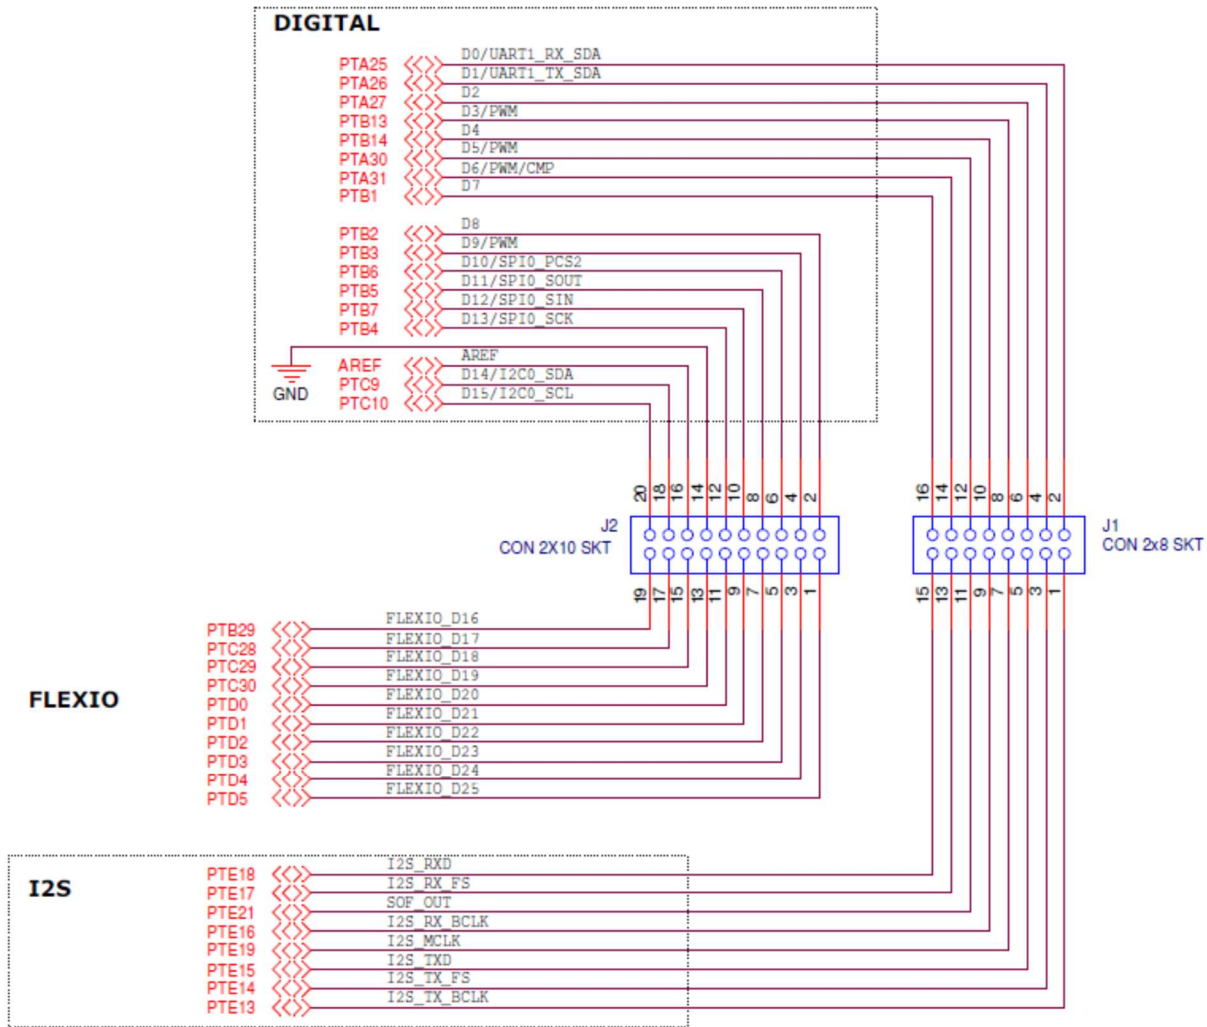 DIGITAL
PTA25 D0/UART1_RX_SDA
PTA26 D1/UART1_TX_SDA
PTA27 D2
PTB13 D3/PWM
PTB14 D4
PTA30 D5/PWM
PTA31 D6/PWM/CMP
PTB1 D7
PTB2 D8
PTB3 D9/PWM
PTB6 D10/SPI0_PCS2
PTB5 D11/SPI0_SOUT
PTB7 D12/SPI0_SIN
PTB4 D13/SPI0_SCK
GND
AREF AREF
PTC9 D14/I2C0_SDA
PTC10 D15/I2C0_SCL
20 18 16 14 12 10 8 6 4 2
16 14 12 10 8 6 4 2
J2
CON 2X10 SKT
J1
CON 2x8 SKT
19 17 15 13 11 9 7 5 3 1
15 13 11 9 7 5 3 1
FLEXIO
PTB29 FLEXIO_D16
PTC28 FLEXIO_D17
PTC29 FLEXIO_D18
PTC30 FLEXIO_D19
PTD0 FLEXIO_D20
PTD1 FLEXIO_D21
PTD2 FLEXIO_D22
PTD3 FLEXIO_D23
PTD4 FLEXIO_D24
PTD5 FLEXIO_D25
I2S
PTE18 I2S_RXD
PTE17 I2S_RX_FS
PTE21 SOF_OUT
PTE16 I2S_RX_BCLK
PTE19 I2S_MCLK
PTE15 I2S_TXD
PTE14 I2S_TX_FS
PTE13 I2S_TX_BCLK